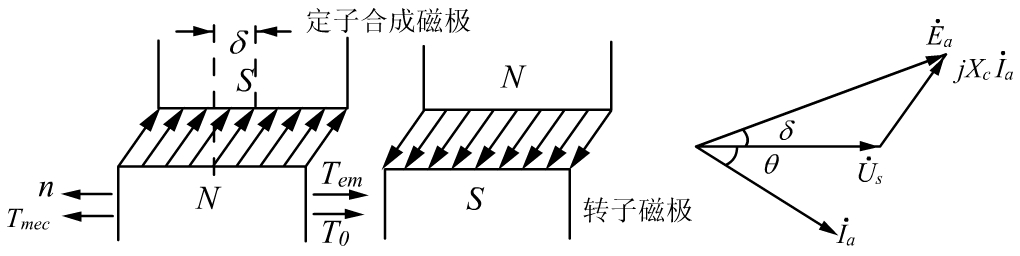 定子合成磁极
δ
S
N
n
T_mec
N
T_em
T_0
S
转子磁极
Ė_a
jX_c İ_a
δ
θ
U̇_s
İ_a